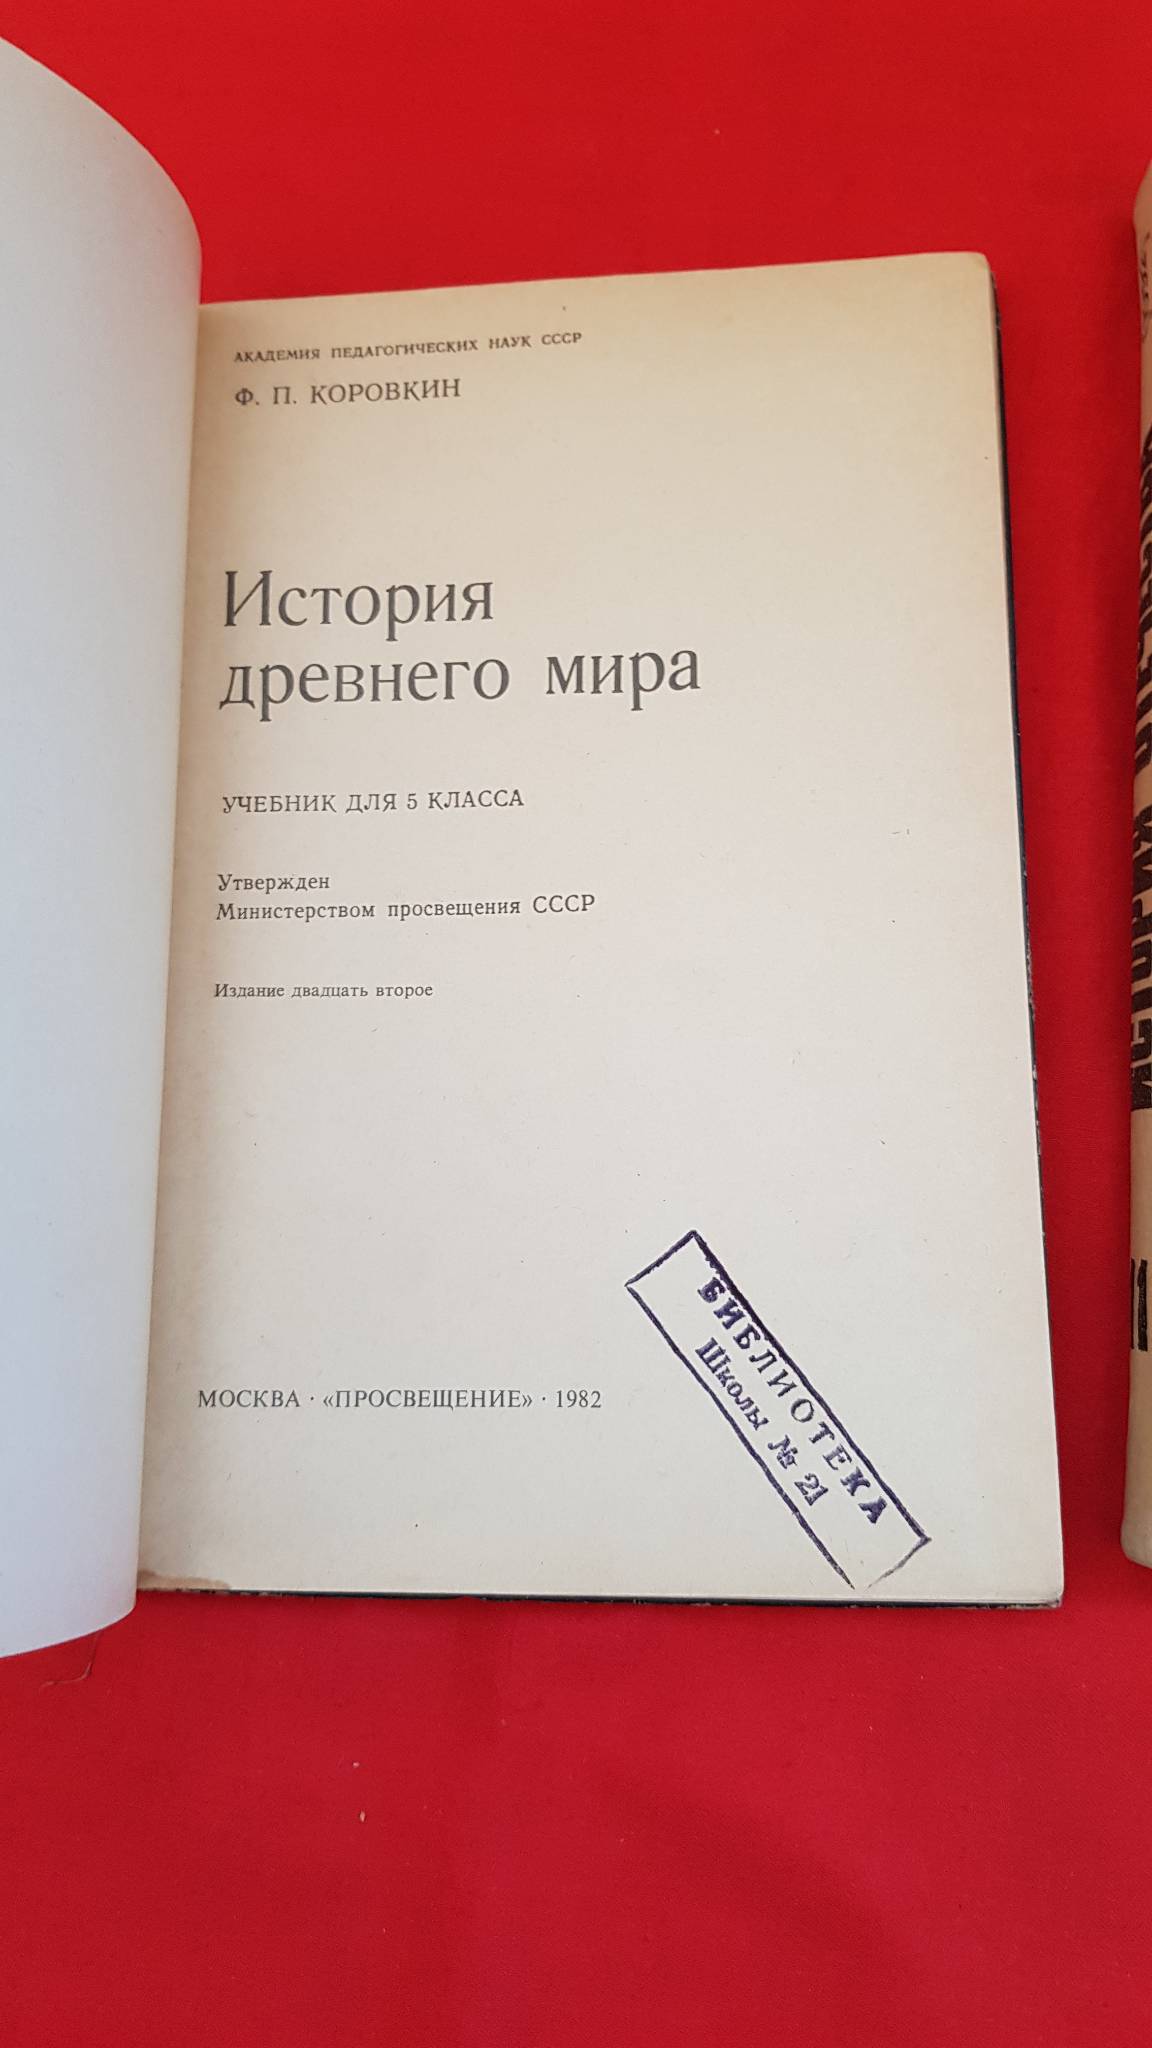 АКАДЕМИЯ ПЕДАГОГИЧЕСКИХ НАУК СССР
Ф. П. КОРОВКИН
История
древнего мира
УЧЕБНИК ДЛЯ 5 КЛАССА
Утвержден
Министерством просвещения СССР
Издание двадцать второе
МОСКВА · «ПРОСВЕЩЕНИЕ» · 1982
БИБЛИОТЕКА
Школы № 21